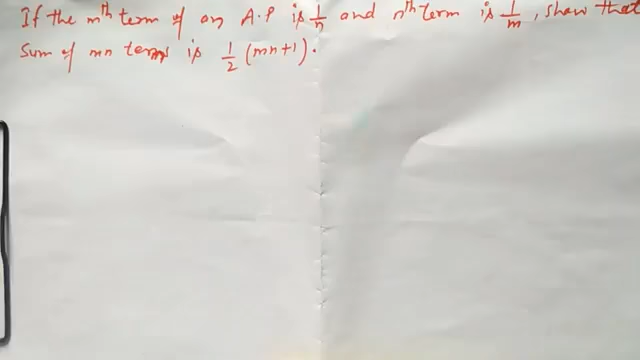 If the mth term of an A.P is 1/n and nth term is 1/m, show that
Sum of mn terms is 1/2 (mn+1).